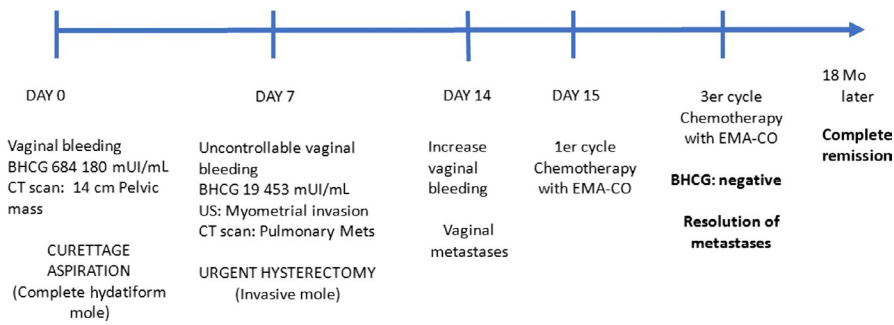 DAY 0
Vaginal bleeding
BHCG 684 180 mUI/mL
CT scan: 14 cm Pelvic
mass
CURETTAGE
ASPIRATION
(Complete hydatiform
mole)
DAY 7
Uncontrollable vaginal
bleeding
BHCG 19 453 mUI/mL
US: Myometrial invasion
CT scan: Pulmonary Mets
URGENT HYSTERECTOMY
(Invasive mole)
DAY 14
Increase
vaginal
bleeding
Vaginal
metastases
DAY 15
1er cycle
Chemotherapy
with EMA-CO
3er cycle
Chemotherapy
with EMA-CO
BHCG: negative
Resolution of
metastases
18 Mo
later
Complete
remission